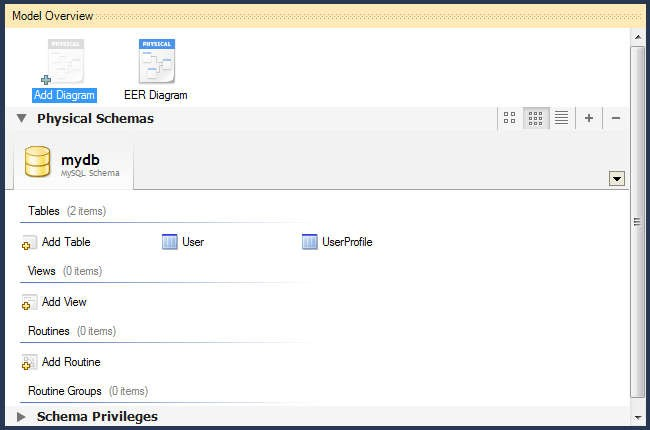 Model Overview
PHYSICAL PHYSICAL
Add Diagram EER Diagram
Physical Schemas
mydb
MySQL Schema
Tables (2 items)
Add Table User UserProfile
Views (0 items)
Add View
Routines (0 items)
Add Routine
Routine Groups (0 items)
Schema Privileges